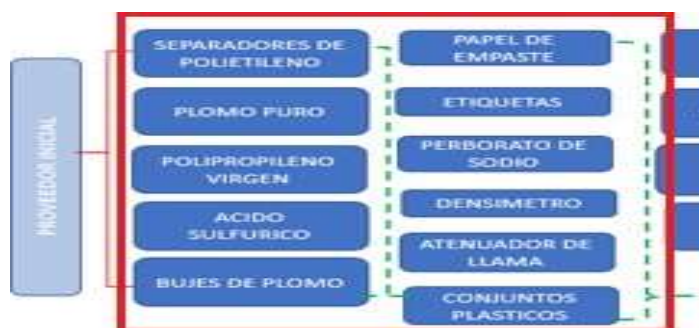 PROVEEDOR INICIAL
SEPARADORES DE
POLIETILENO
PLOMO PURO
POLIPROPILENO
VIRGEN
ACIDO
SULFURICO
BUJES DE PLOMO
PAPEL DE
EMPASTE
ETIQUETAS
PERBORATO DE
SODIO
DENSIMETRO
ATENUADOR DE
LLAMA
CONJUNTOS
PLASTICOS